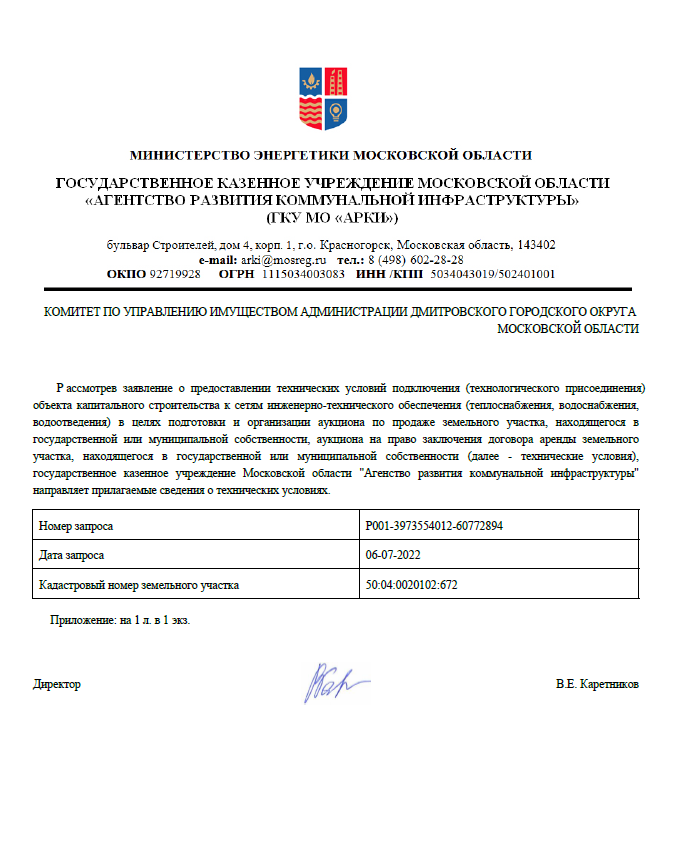 МИНИСТЕРСТВО ЭНЕРГЕТИКИ МОСКОВСКОЙ ОБЛАСТИ
ГОСУДАРСТВЕННОЕ КАЗЕННОЕ УЧРЕЖДЕНИЕ МОСКОВСКОЙ ОБЛАСТИ
«АГЕНТСТВО РАЗВИТИЯ КОММУНАЛЬНОЙ ИНФРАСТРУКТУРЫ»
(ГКУ МО «АРКИ»)
бульвар Строителей, дом 4, корп. 1, г.о. Красногорск, Московская область, 143402
e-mail: arki@mosreg.ru тел.: 8 (498) 602-28-28
ОКПО 92719928 ОГРН 1115034003083 ИНН /КПП 5034043019/502401001
КОМИТЕТ ПО УПРАВЛЕНИЮ ИМУЩЕСТВОМ АДМИНИСТРАЦИИ ДМИТРОВСКОГО ГОРОДСКОГО ОКРУГА
МОСКОВСКОЙ ОБЛАСТИ
Рассмотрев заявление о предоставлении технических условий подключения (технологического присоединения)
объекта капитального строительства к сетям инженерно-технического обеспечения (теплоснабжения, водоснабжения,
водоотведения) в целях подготовки и организации аукциона по продаже земельного участка, находящегося в
государственной или муниципальной собственности, аукциона на право заключения договора аренды земельного
участка, находящегося в государственной или муниципальной собственности (далее - технические условия),
государственное казенное учреждение Московской области "Агенство развития коммунальной инфраструктуры"
направляет прилагаемые сведения о технических условиях.
Номер запроса P001-3973554012-60772894
Дата запроса 06-07-2022
Кадастровый номер земельного участка 50:04:0020102:672
Приложение: на 1 л. в 1 экз.
Директор В.Е. Каретников